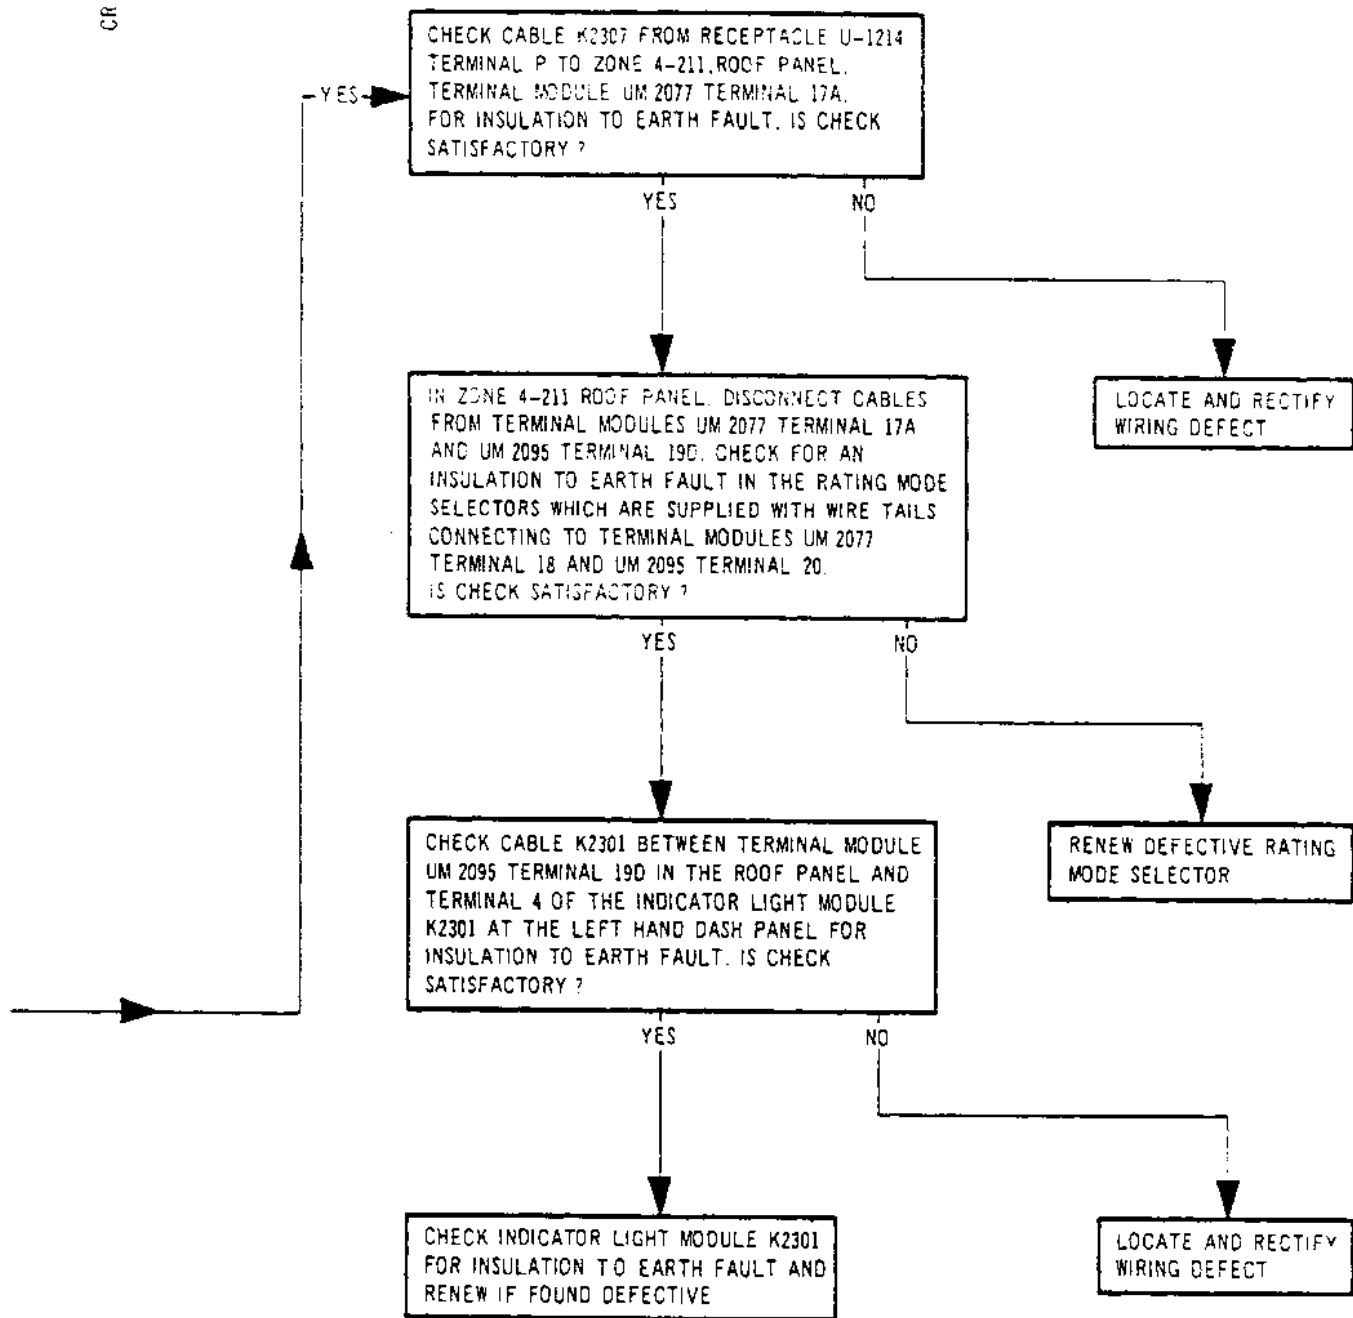 CR
CHECK CABLE K2307 FROM RECEPTACLE U-1214
TERMINAL P TO ZONE 4-211, ROOF PANEL,
TERMINAL MODULE UM 2077 TERMINAL 17A,
FOR INSULATION TO EARTH FAULT. IS CHECK
SATISFACTORY ?
YES
YES
NO
IN ZONE 4-211 ROOF PANEL, DISCONNECT CABLES
FROM TERMINAL MODULES UM 2077 TERMINAL 17A
AND UM 2095 TERMINAL 19D. CHECK FOR AN
INSULATION TO EARTH FAULT IN THE RATING MODE
SELECTORS WHICH ARE SUPPLIED WITH WIRE TAILS
CONNECTING TO TERMINAL MODULES UM 2077
TERMINAL 18 AND UM 2095 TERMINAL 20.
IS CHECK SATISFACTORY ?
LOCATE AND RECTIFY
WIRING DEFECT
YES
NO
CHECK CABLE K2301 BETWEEN TERMINAL MODULE
UM 2095 TERMINAL 19D IN THE ROOF PANEL AND
TERMINAL 4 OF THE INDICATOR LIGHT MODULE
K2301 AT THE LEFT HAND DASH PANEL FOR
INSULATION TO EARTH FAULT. IS CHECK
SATISFACTORY ?
RENEW DEFECTIVE RATING
MODE SELECTOR
YES
NO
CHECK INDICATOR LIGHT MODULE K2301
FOR INSULATION TO EARTH FAULT AND
RENEW IF FOUND DEFECTIVE
LOCATE AND RECTIFY
WIRING DEFECT